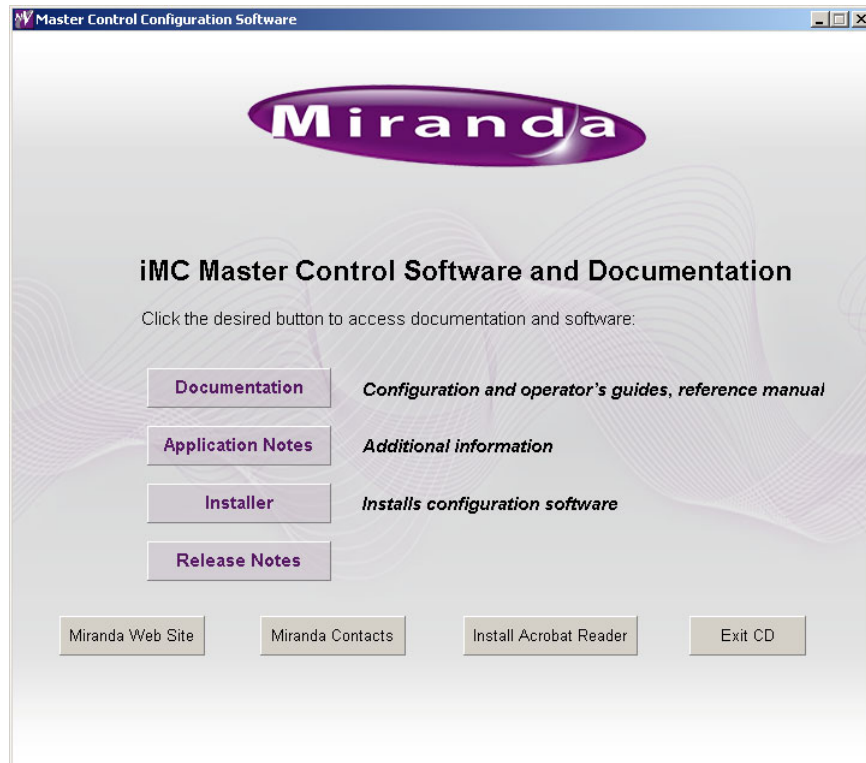 Master Control Configuration Software
Miranda
iMC Master Control Software and Documentation
Click the desired button to access documentation and software:
Documentation Configuration and operator's guides, reference manual
Application Notes Additional information
Installer Installs configuration software
Release Notes
Miranda Web Site Miranda Contacts Install Acrobat Reader Exit CD